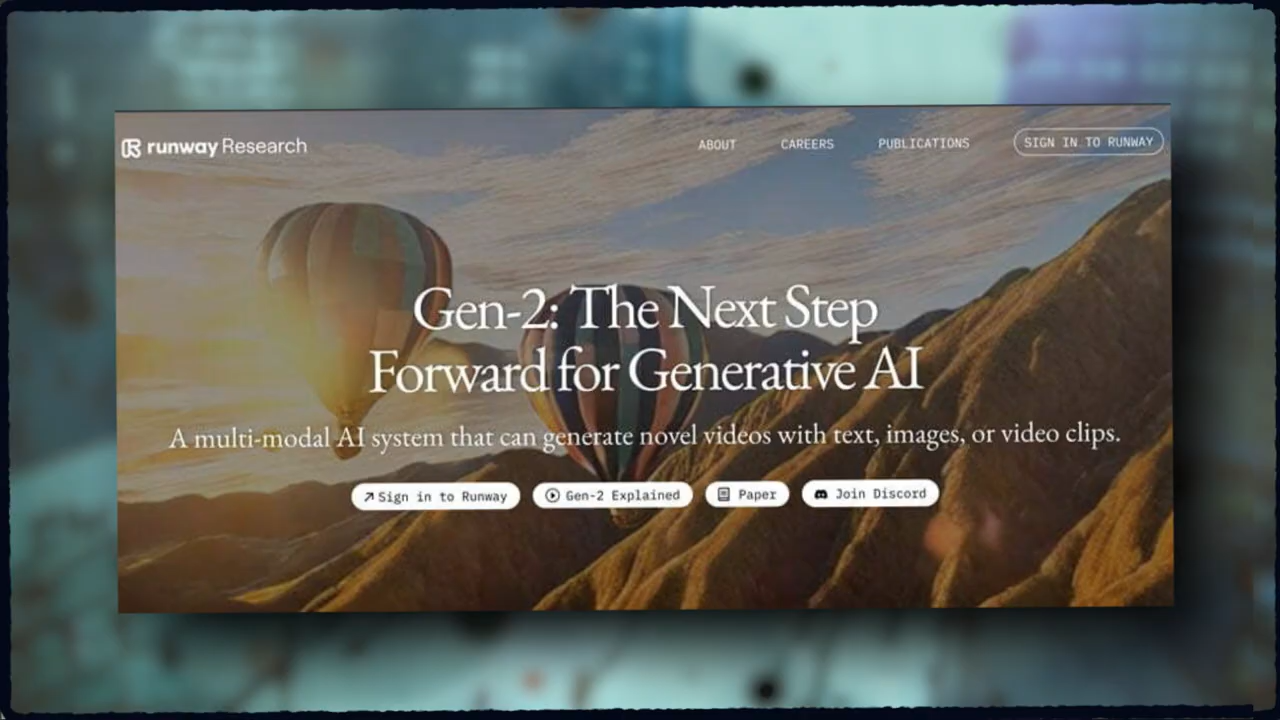 runway Research
ABOUT
CAREERS
PUBLICATIONS
SIGN IN TO RUNWAY
Gen-2: The Next Step
Forward for Generative AI
A multi-modal AI system that can generate novel videos with text, images, or video clips.
Sign in to Runway
Gen-2 Explained
Paper
Join Discord